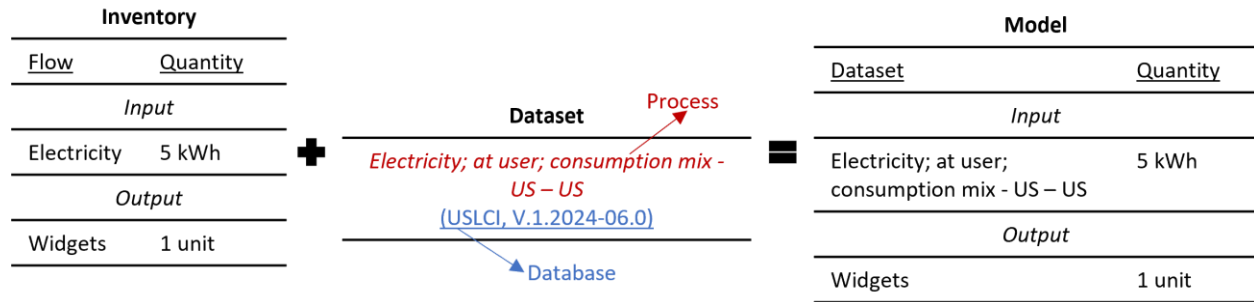 Inventory
Flow Quantity
Input
Electricity 5 kWh
Output
Widgets 1 unit
Process
Dataset
Electricity; at user; consumption mix -
US – US
(USLCI, V.1.2024-06.0)
Database
Model
Dataset Quantity
Input
Electricity; at user; 5 kWh
consumption mix - US – US
Output
Widgets 1 unit